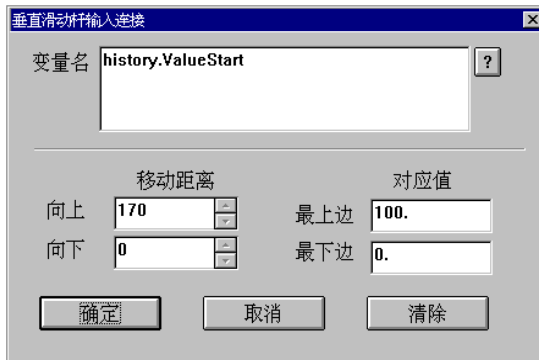 垂直滑动杆输入连接
变量名 history.ValueStart ?
移动距离 对应值
向上 170 最上边 100.
向下 0 最下边 0.
确定 取消 清除